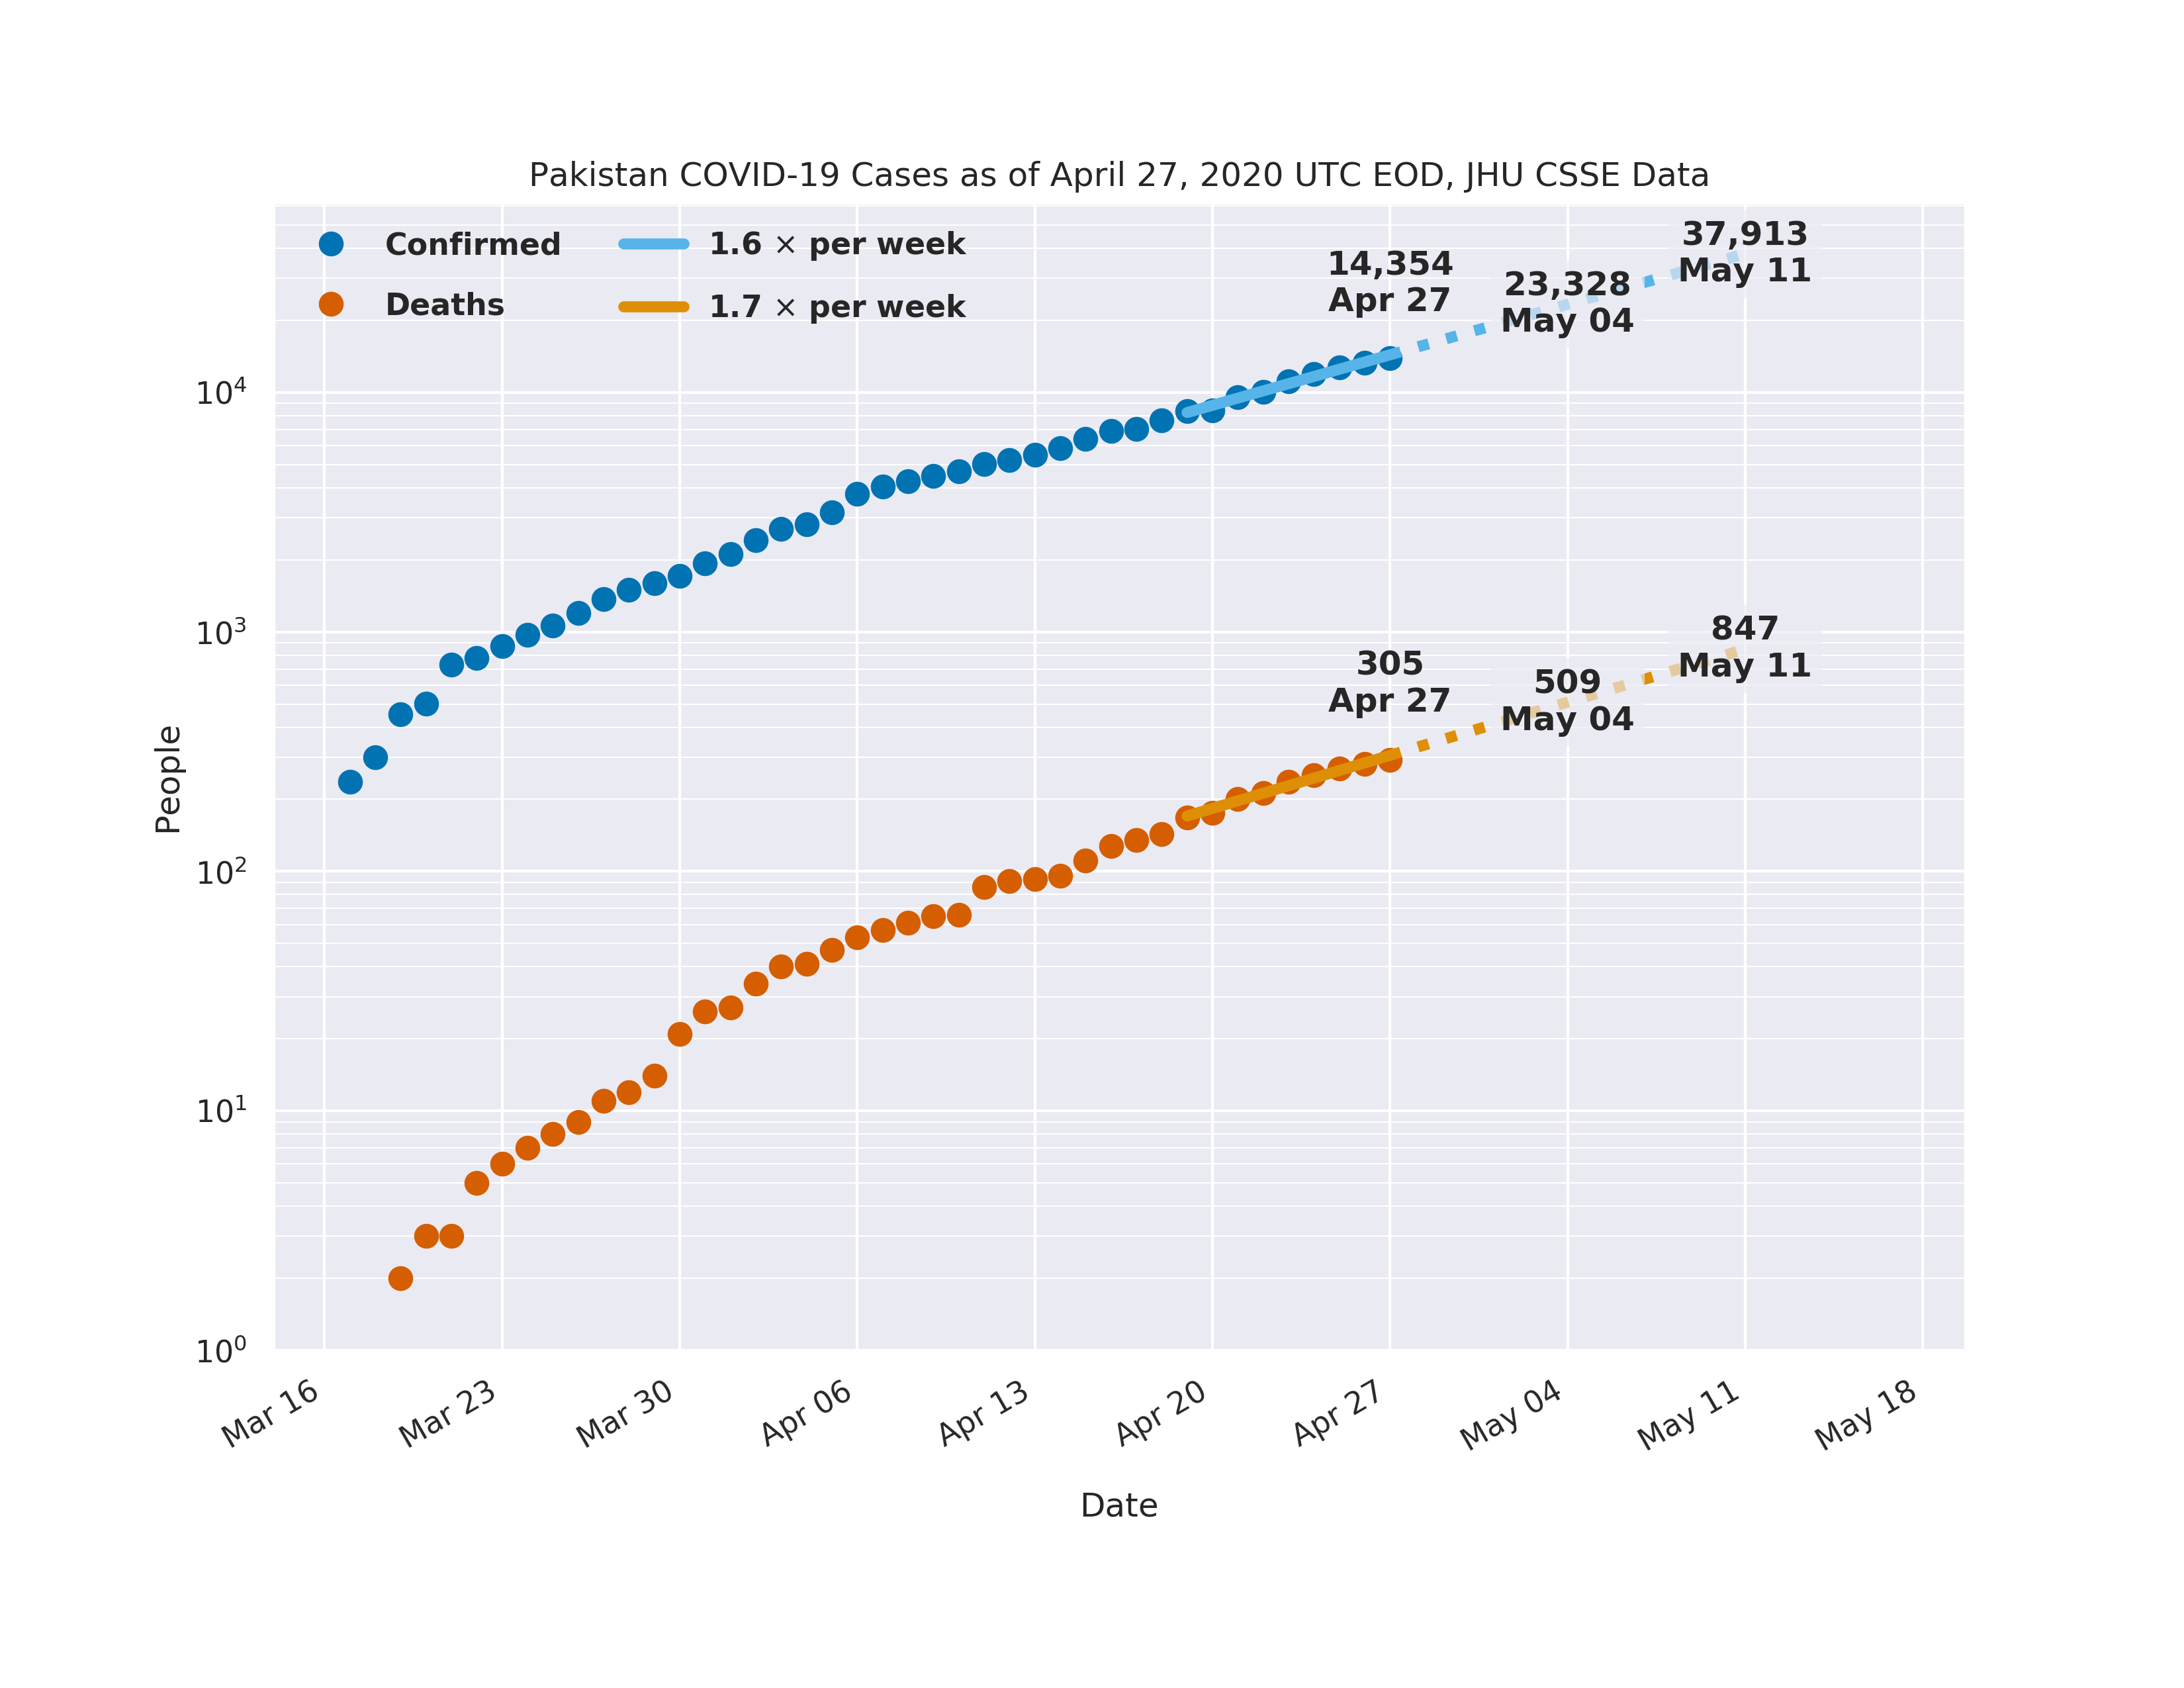 Pakistan COVID-19 Cases as of April 27, 2020 UTC EOD, JHU CSSE Data
Confirmed
Deaths
1.6 × per week
1.7 × per week
14,354
Apr 27
23,328
May 04
37,913
May 11
305
Apr 27
509
May 04
847
May 11
People
10⁴
10³
10²
10¹
10⁰
Mar 16
Mar 23
Mar 30
Apr 06
Apr 13
Apr 20
Apr 27
May 04
May 11
May 18
Date